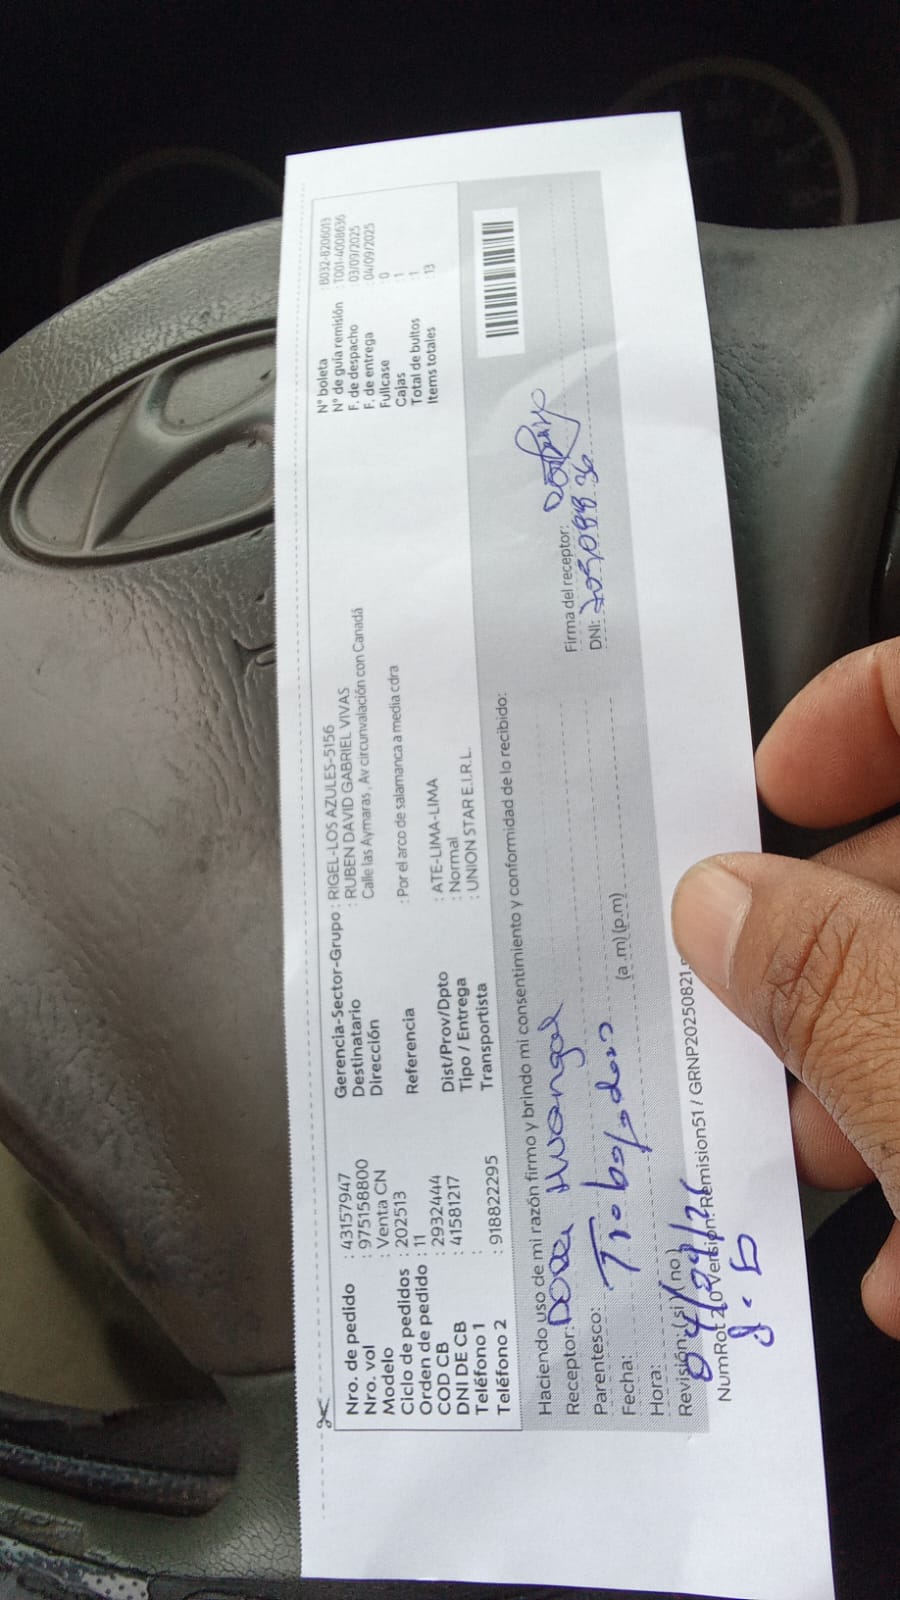 Nro. de pedido : 43157947
Nro. vol : 975158800
Modelo : Venta CN
Ciclo de pedidos : 202513
Orden de pedido : 11
COD CB : 2932444
DNI DE CB : 41581217
Teléfono 1 :
Teléfono 2 : 918822295
Gerencia-Sector-Grupo : RIGEL-LOS AZULES-5156
Destinatario : RUBEN DAVID GABRIEL VIVAS
Dirección Calle las Aymaras , Av circunvalación con Canadá
Referencia : Por el arco de salamanca a media cdra
Dist/Prov/Dpto : ATE-LIMA-LIMA
Tipo / Entrega : Normal
Transportista : UNION STAR E.I.R.L.
N° boleta : B032-8206013
N° de guía remisión : T001-4008636
F. de despacho : 03/09/2025
F. de entrega : 04/09/2025
Fullcase : 0
Cajas : 1
Total de bultos : 1
Items totales : 13
Haciendo uso de mi razón firmo y brindo mi consentimiento y conformidad de lo recibido:
Receptor: Huanga
Parentesco: Trabajadora
Firma del receptor:
DNI:
Fecha:
Hora: (a .m) (p.m)
Revisión: ( si ) ( no )
NumRot 2.0 Version: Remision51 / GRNP20250821